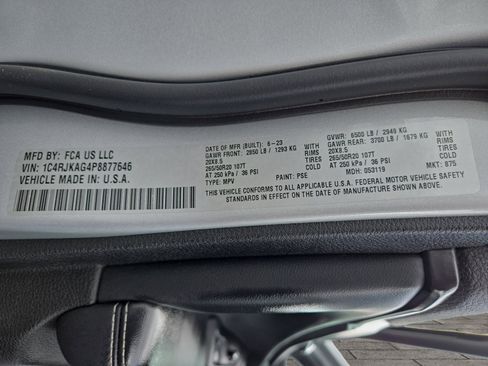 MFD BY: FCA US LLC
VIN: 1C4RJKAG4P8877646
VEHICLE MADE IN U.S.A.
DATE OF MFR (BUILT): 6-23
GAWR FRONT: 2850 LB / 1293 KG WITH
20X8.5 RIMS
265/50R20 107T TIRES
AT 250 kPa / 36 PSI COLD
TYPE: MPV
PAINT: PSE
GVWR: 6500 LB / 2949 KG
GAWR REAR: 3700 LB / 1679 KG WITH
20X8.5 RIMS
265/50R20 107T TIRES
AT 250 kPa / 36 PSI COLD
MDH: 053119
MKT: 875
THIS VEHICLE CONFORMS TO ALL APPLICABLE U.S.A. FEDERAL MOTOR VEHICLE SAFETY
STANDARDS IN EFFECT ON THE DATE OF MANUFACTURE SHOWN ABOVE.